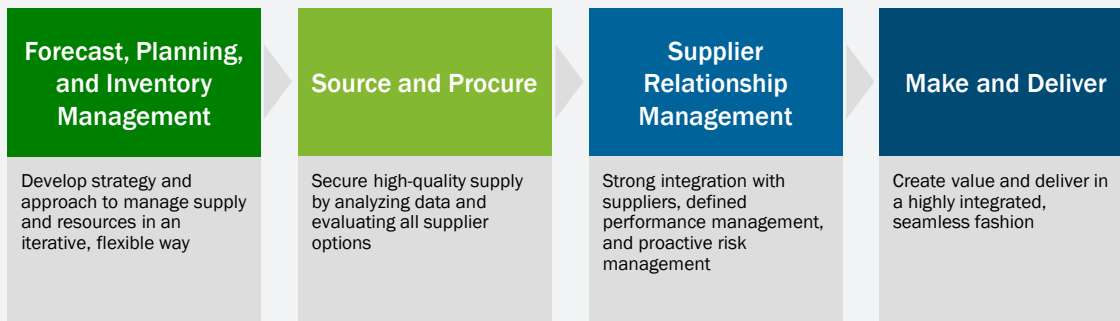 Forecast, Planning,
and Inventory
Management
Develop strategy and
approach to manage supply
and resources in an
iterative, flexible way
Source and Procure
Secure high-quality supply
by analyzing data and
evaluating all supplier
options
Supplier
Relationship
Management
Strong integration with
suppliers, defined
performance management,
and proactive risk
management
Make and Deliver
Create value and deliver in
a highly integrated,
seamless fashion